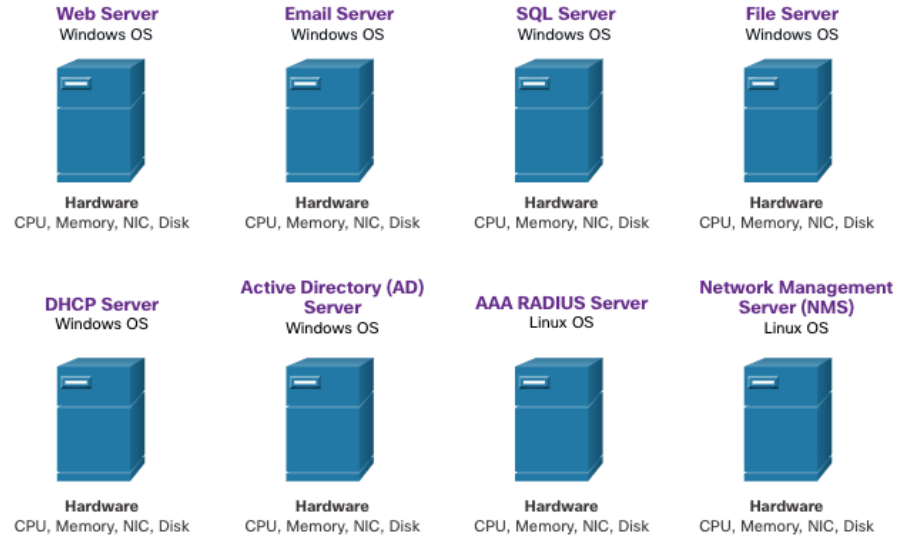 Web Server
Windows OS
Hardware
CPU, Memory, NIC, Disk
Email Server
Windows OS
Hardware
CPU, Memory, NIC, Disk
SQL Server
Windows OS
Hardware
CPU, Memory, NIC, Disk
File Server
Windows OS
Hardware
CPU, Memory, NIC, Disk
DHCP Server
Windows OS
Hardware
CPU, Memory, NIC, Disk
Active Directory (AD)
Server
Windows OS
Hardware
CPU, Memory, NIC, Disk
AAA RADIUS Server
Linux OS
Hardware
CPU, Memory, NIC, Disk
Network Management
Server (NMS)
Linux OS
Hardware
CPU, Memory, NIC, Disk